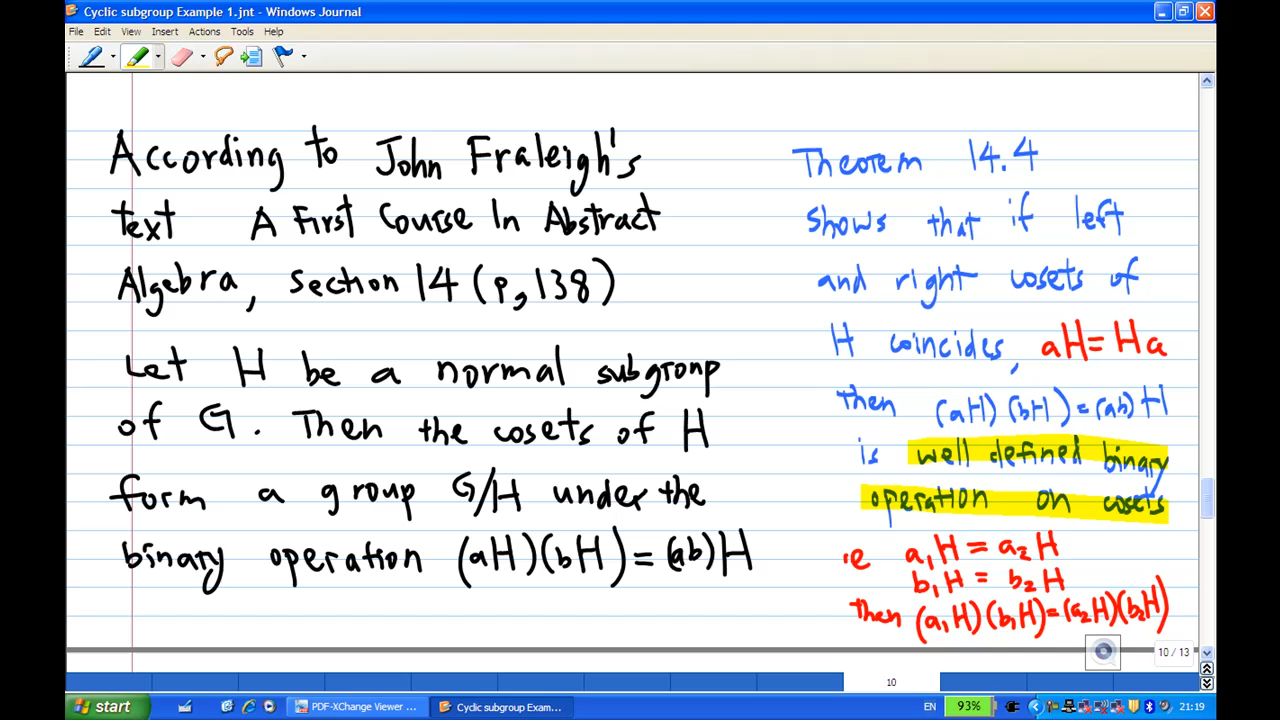 Cyclic subgroup Example 1.jnt - Windows Journal
File Edit View Insert Actions Tools Help
According to John Fraleigh's
text A First Course In Abstract
Algebra, section 14 (p,138)
Let H be a normal subgroup
of G. Then the cosets of H
form a group G/H under the
binary operation (aH)(bH)=(ab)H
Theorem 14.4
shows that if left
and right cosets of
H coincides, aH=Ha
then (aH)(bH)=(ab)H
is well defined binary
operation on cosets
ie a₁H=a₂H
b₁H=b₂H
then (a₁H)(b₁H)=(a₂H)(b₂H)
10 / 13
10
start PDF-XChange Viewer ... Cyclic subgroup Exam... EN 93% 21:19